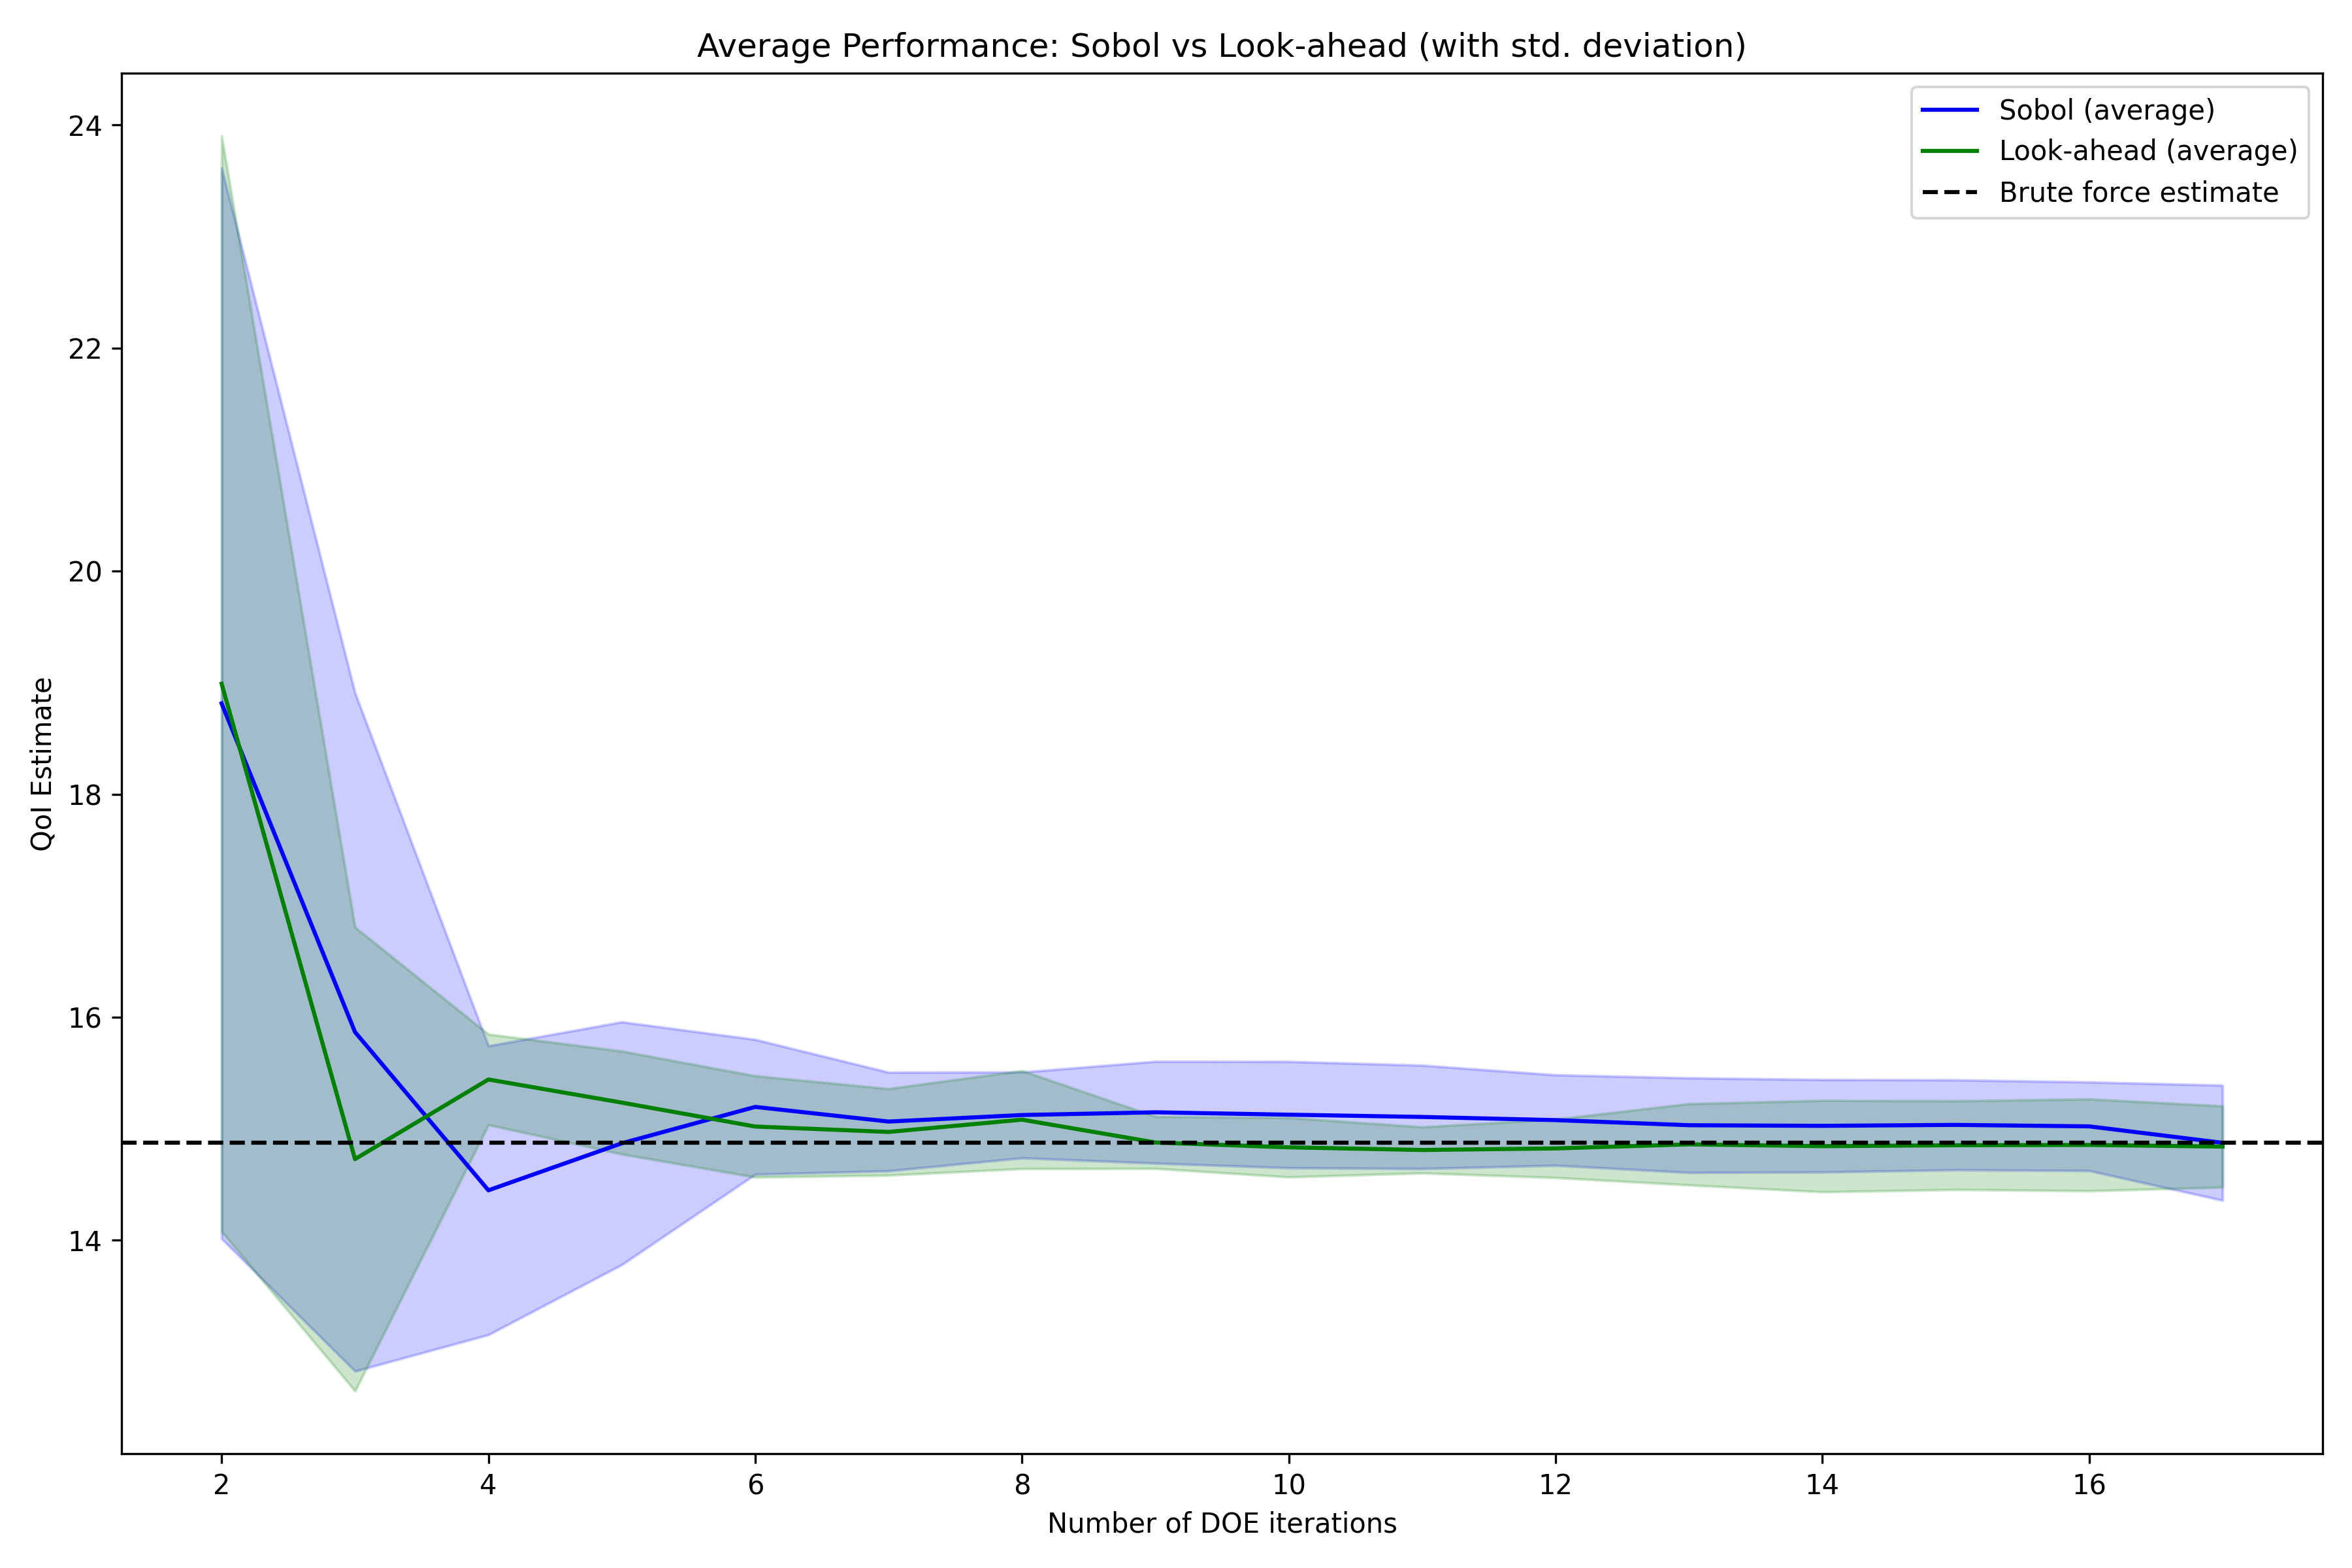 Average Performance: Sobol vs Look-ahead (with std. deviation)
Sobol (average)
Look-ahead (average)
Brute force estimate
QoI Estimate
24
22
20
18
16
14
2 4 6 8 10 12 14 16
Number of DOE iterations